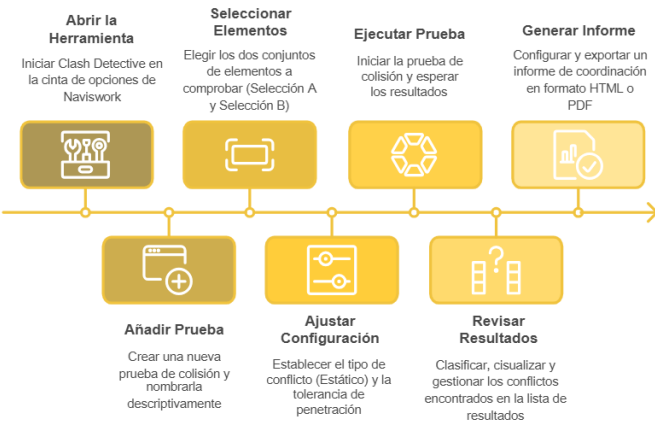 Abrir la
Herramienta
Iniciar Clash Detective en
la cinta de opciones de
Naviswork
Añadir Prueba
Crear una nueva
prueba de colisión y
nombrarla
descriptivamente
Seleccionar
Elementos
Elegir los dos conjuntos
de elementos a
comprobar (Selección A
y Selección B)
Ajustar
Configuración
Establecer el tipo de
conflicto (Estático) y la
tolerancia de
penetración
Ejecutar Prueba
Iniciar la prueba de
colisión y esperar
los resultados
Revisar
Resultados
Clasificar, cisualizar y
gestionar los conflictos
encontrados en la lista de
resultados
Generar Informe
Configurar y exportar un
informe de coordinación
en formato HTML o
PDF